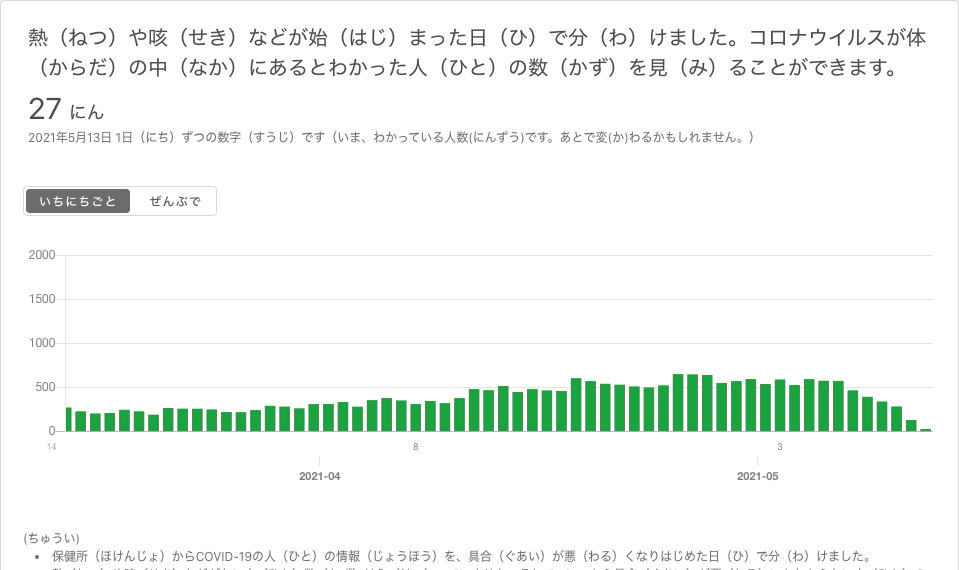 熱（ねつ）や咳（せき）などが始（はじ）まった日（ひ）で分（わ）けました。コロナウイルスが体
（からだ）の中（なか）にあるとわかった人（ひと）の数（かず）を見（み）ることができます。
27 にん
2021年5月13日 1日（にち）ずつの数字（すうじ）です（いま、わかっている人数(にんずう)です。あとで変(か)わるかもしれません。）
いちにちごと ぜんぶで
2000
1500
1000
500
0
14 8 3
2021-04 2021-05
(ちゅうい)
• 保健所（ほけんじょ）からCOVID-19の人（ひと）の情報（じょうほう）を、具合（ぐあい）が悪（わる）くなりはじめた日（ひ）で分（わ）けました。